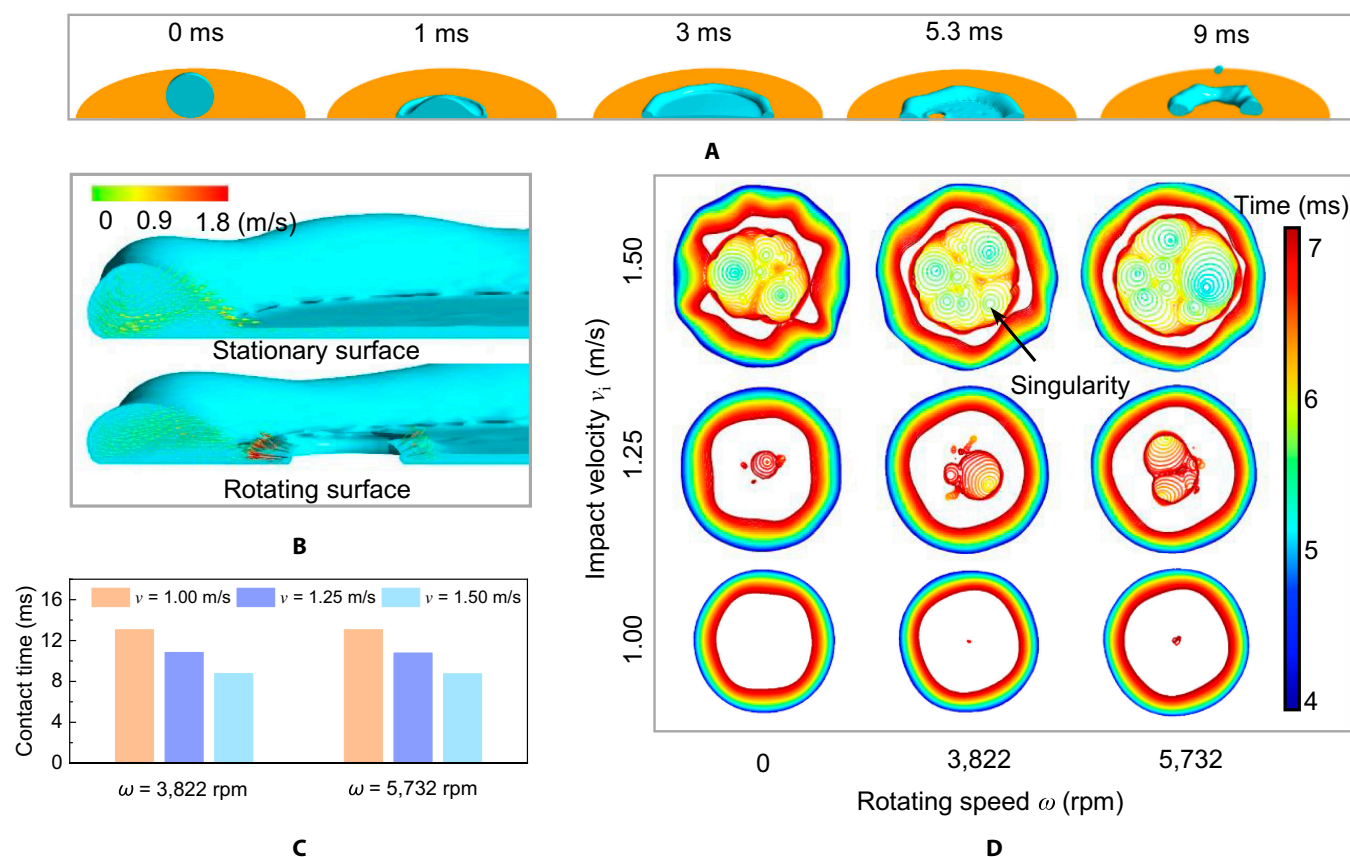 0 ms 1 ms 3 ms 5.3 ms 9 ms
A
0 0.9 1.8 (m/s)
Stationary surface
Rotating surface
B
Contact time (ms)
16
12
8
4
0
v = 1.00 m/s v = 1.25 m/s v = 1.50 m/s
ω = 3,822 rpm ω = 5,732 rpm
C
Impact velocity vᵢ (m/s)
1.50
1.25
1.00
Singularity
Time (ms)
7
6
5
4
0 3,822 5,732
Rotating speed ω (rpm)
D